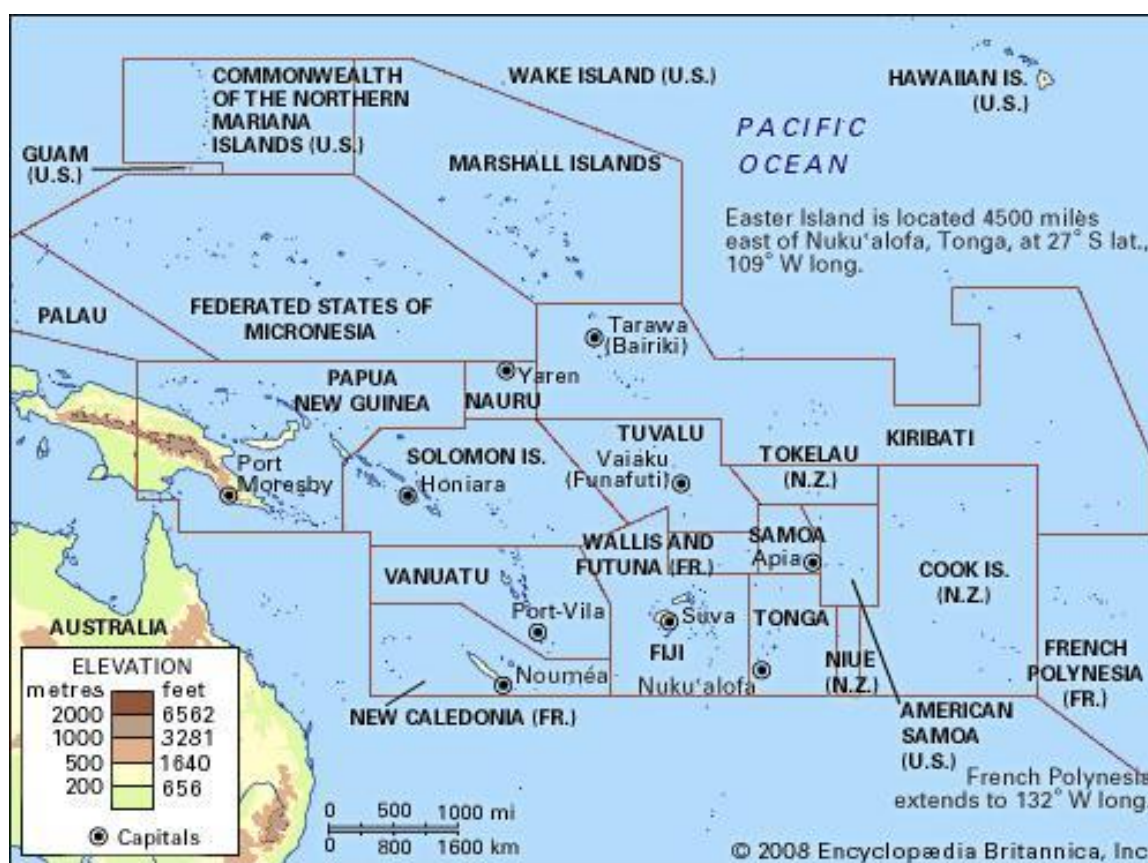 COMMONWEALTH
OF THE NORTHERN
MARIANA
ISLANDS (U.S.)
WAKE ISLAND (U.S.)
HAWAIIAN IS.
(U.S.)
PACIFIC
OCEAN
GUAM
(U.S.)
MARSHALL ISLANDS
Easter Island is located 4500 miles
east of Nukuʻalofa, Tonga, at 27° S lat.,
109° W long.
PALAU
FEDERATED STATES OF
MICRONESIA
Tarawa
(Bairiki)
Yaren
NAURU
PAPUA
NEW GUINEA
KIRIBATI
TUVALU
Vaiaku
(Funafuti)
TOKELAU
(N.Z.)
SOLOMON IS.
Honiara
Port
Moresby
WALLIS AND
FUTUNA (FR.)
SAMOA
Apia
COOK IS.
(N.Z.)
VANUATU
Port-Vila
Suva
FIJI
TONGA
Nukuʻalofa
NIUE
(N.Z.)
FRENCH
POLYNESIA
(FR.)
AUSTRALIA
Nouméa
NEW CALEDONIA (FR.)
AMERICAN
SAMOA
(U.S.)
French Polynesia
extends to 132° W long.
ELEVATION
metres feet
2000 6562
1000 3281
500 1640
200 656
Capitals
0 500 1000 mi
0 800 1600 km
© 2008 Encyclopædia Britannica, Inc.